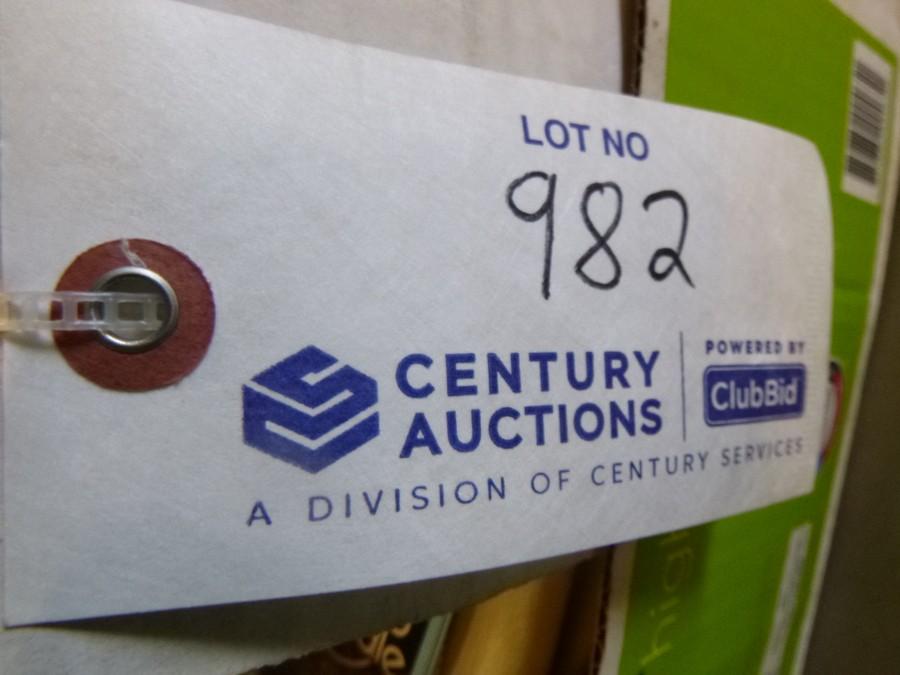 LOT NO
982
CENTURY
AUCTIONS
POWERED BY
ClubBid
A DIVISION OF CENTURY SERVICES